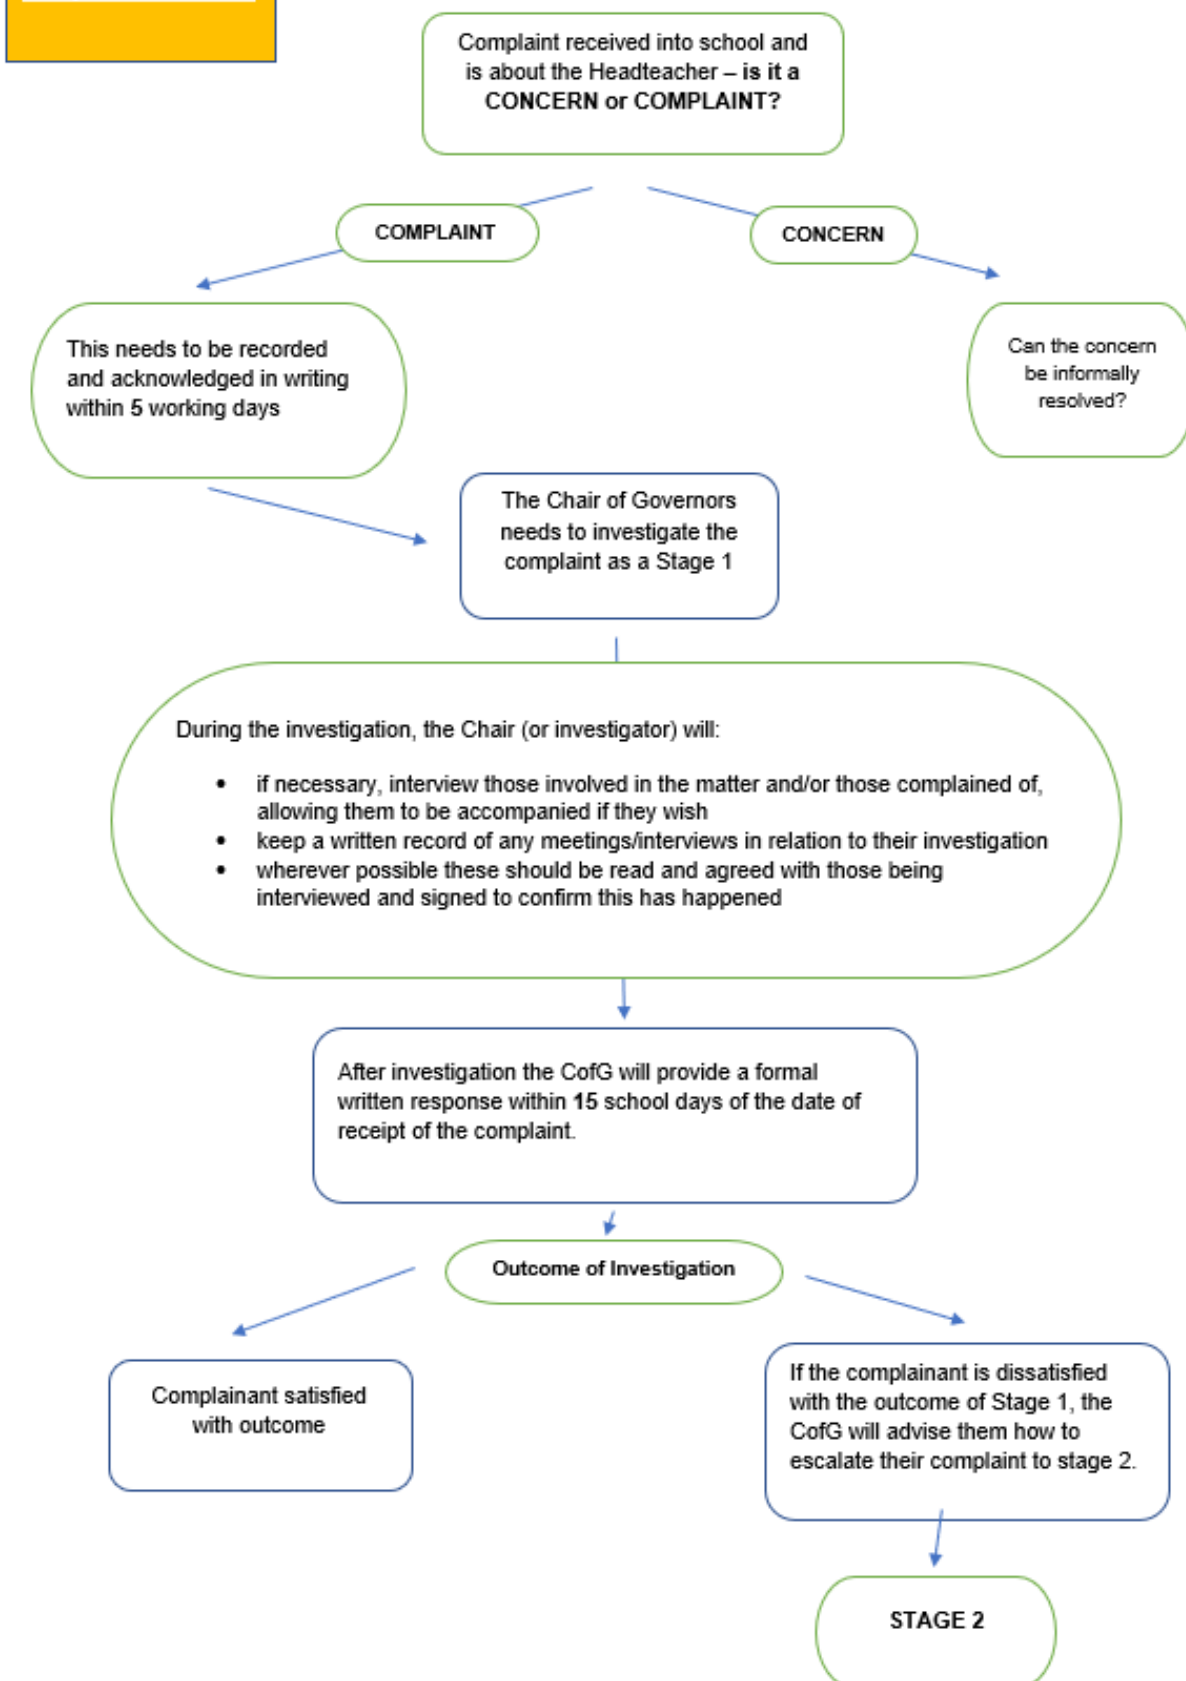 Complaint received into school and
is about the Headteacher – is it a
CONCERN or COMPLAINT?
COMPLAINT
CONCERN
This needs to be recorded
and acknowledged in writing
within 5 working days
Can the concern
be informally
resolved?
The Chair of Governors
needs to investigate the
complaint as a Stage 1
During the investigation, the Chair (or investigator) will:
• if necessary, interview those involved in the matter and/or those complained of,
allowing them to be accompanied if they wish
• keep a written record of any meetings/interviews in relation to their investigation
• wherever possible these should be read and agreed with those being
interviewed and signed to confirm this has happened
After investigation the CofG will provide a formal
written response within 15 school days of the date of
receipt of the complaint.
Outcome of Investigation
Complainant satisfied
with outcome
If the complainant is dissatisfied
with the outcome of Stage 1, the
CofG will advise them how to
escalate their complaint to stage 2.
STAGE 2